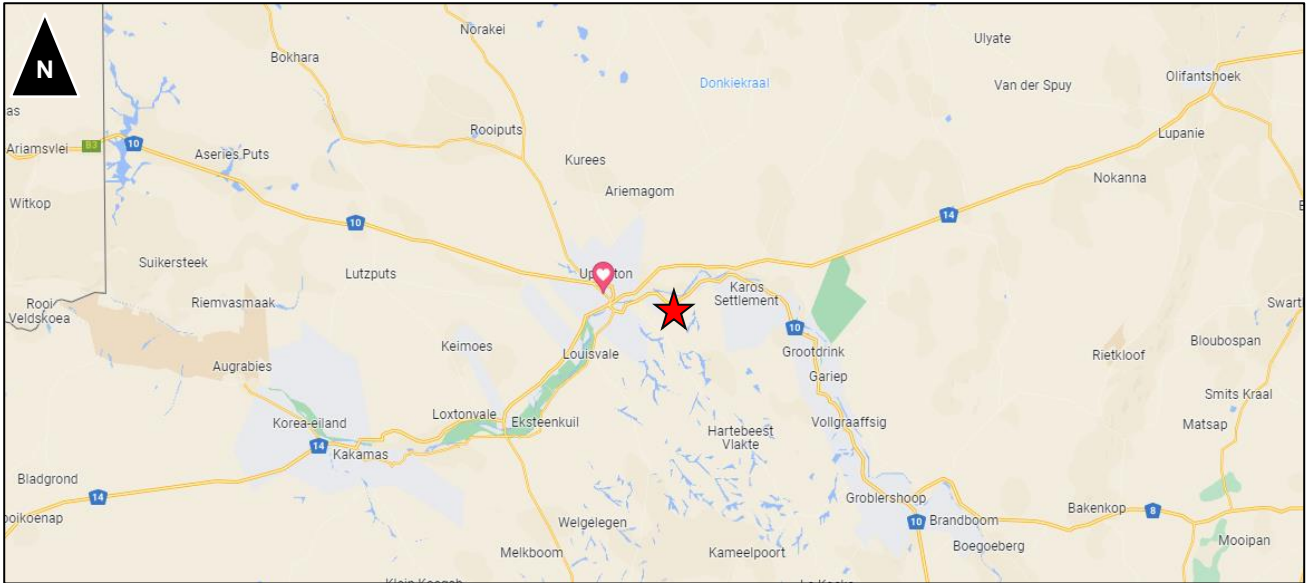 Norakei
Ulyate
Bokhara
N
Donkiekraal
Van der Spuy
Olifantshoek
as
Rooiputs
Lupanie
10
Ariamsvlei
B3
Aseries Puts
Kurees
Nokanna
Ariemagom
Witkop
10
14
Suikersteek
Lutzputs
Karos
Settlement
Rooi
Veldskoea
Riemvasmaak
Swart
10
Keimoes
Louisvale
Grootdrink
Rietkloof
Bloubospan
Augrabies
Gariep
Smits Kraal
Korea-eiland
Loxtonvale
Eksteenkuil
Hartebeest
Vlakte
Vollgraaffsig
Matsap
14
Kakamas
Bladgrond
14
Groblershoop
Bakenkop
8
ooikoenap
Welgelegen
10
Brandboom
Melkboom
Kameelpoort
Boegoeberg
Mooipan